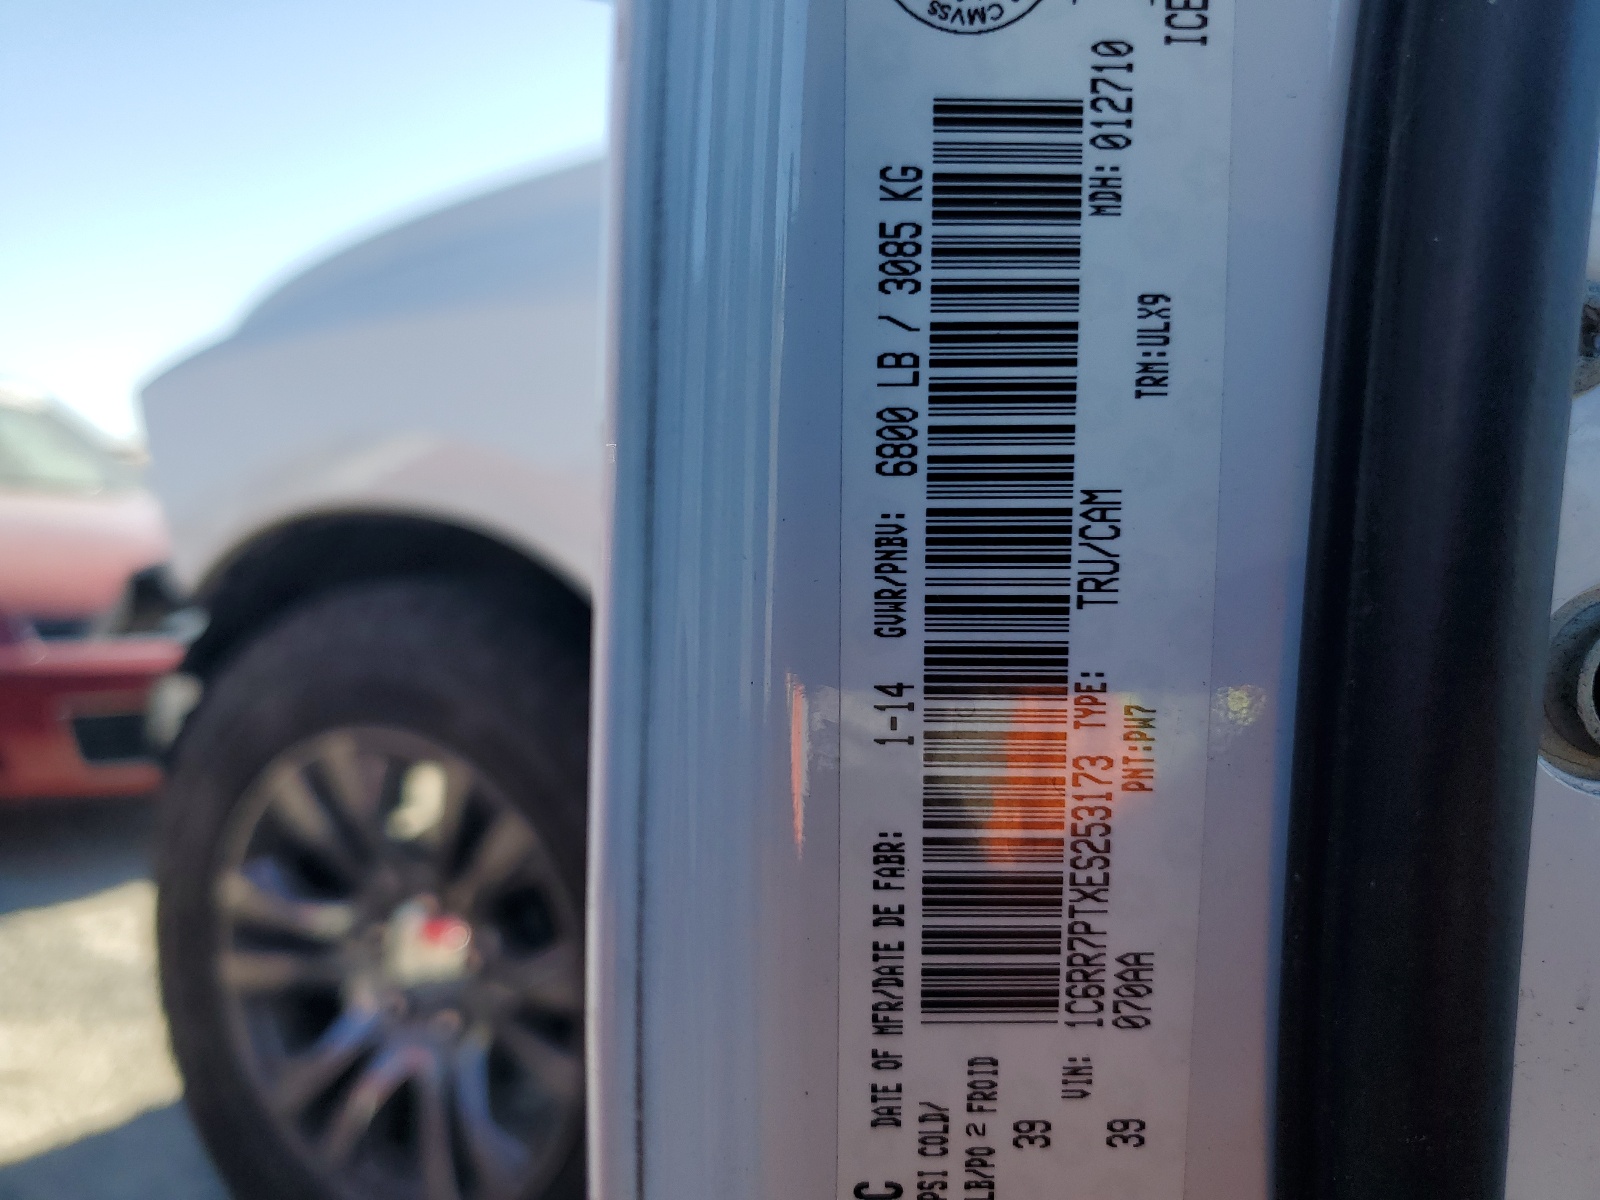 CMVSS
C DATE OF MFR/DATE DE FABR: 1-14 GVWR/PNBV: 6800 LB / 3085 KG
PSI COLD/
LB/PO 2 FROID
39
VIN: 1C6RR7PTXES253173 TYPE: TRU/CAM MDH: 012710
39 070AA PNT:PW7 TRM:ULX9 ICE